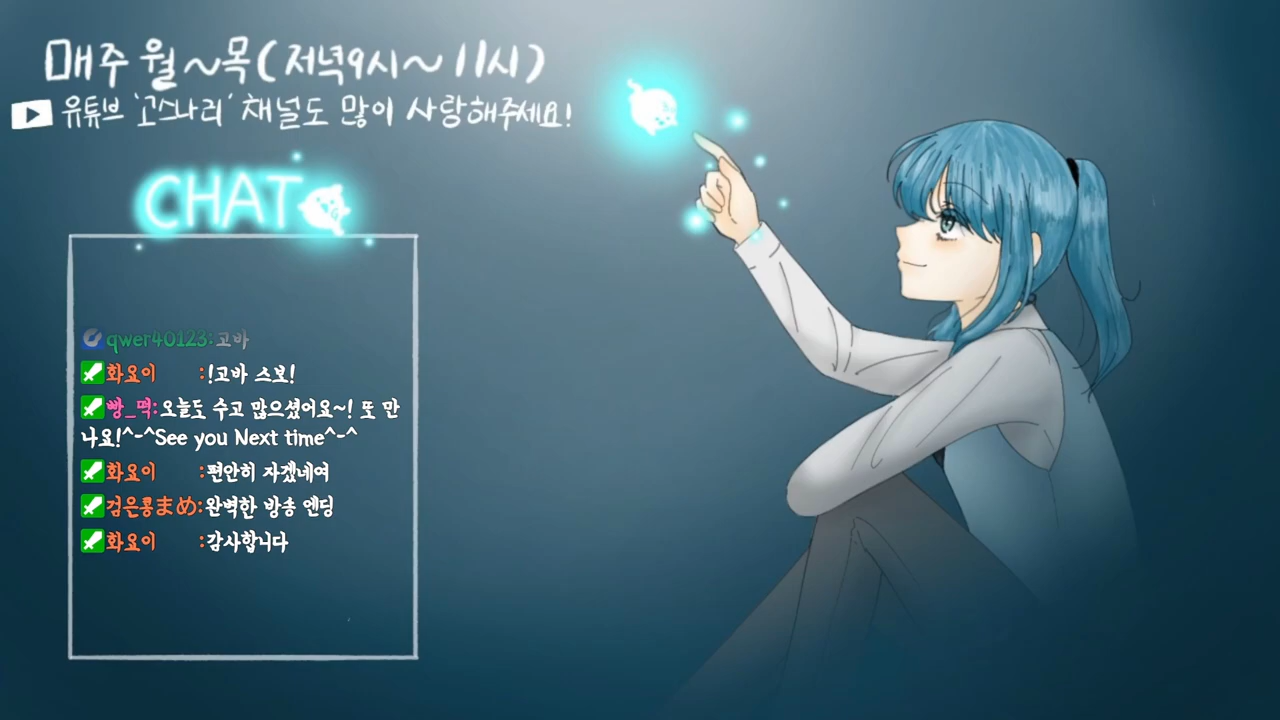 매주 월~목(저녁9시~11시)
유튜브 '고스나리' 채널도 많이 사랑해주세요!
CHAT
qwer40123:고바
화요이 :!고바 스보!
빵_떡:오늘도 수고 많으셨어요~! 또 만
나요!^-^See you Next time^-^
화요이 :편안히 자겠네여
검은콩まめ:완벽한 방송 엔딩
화요이 :감사합니다